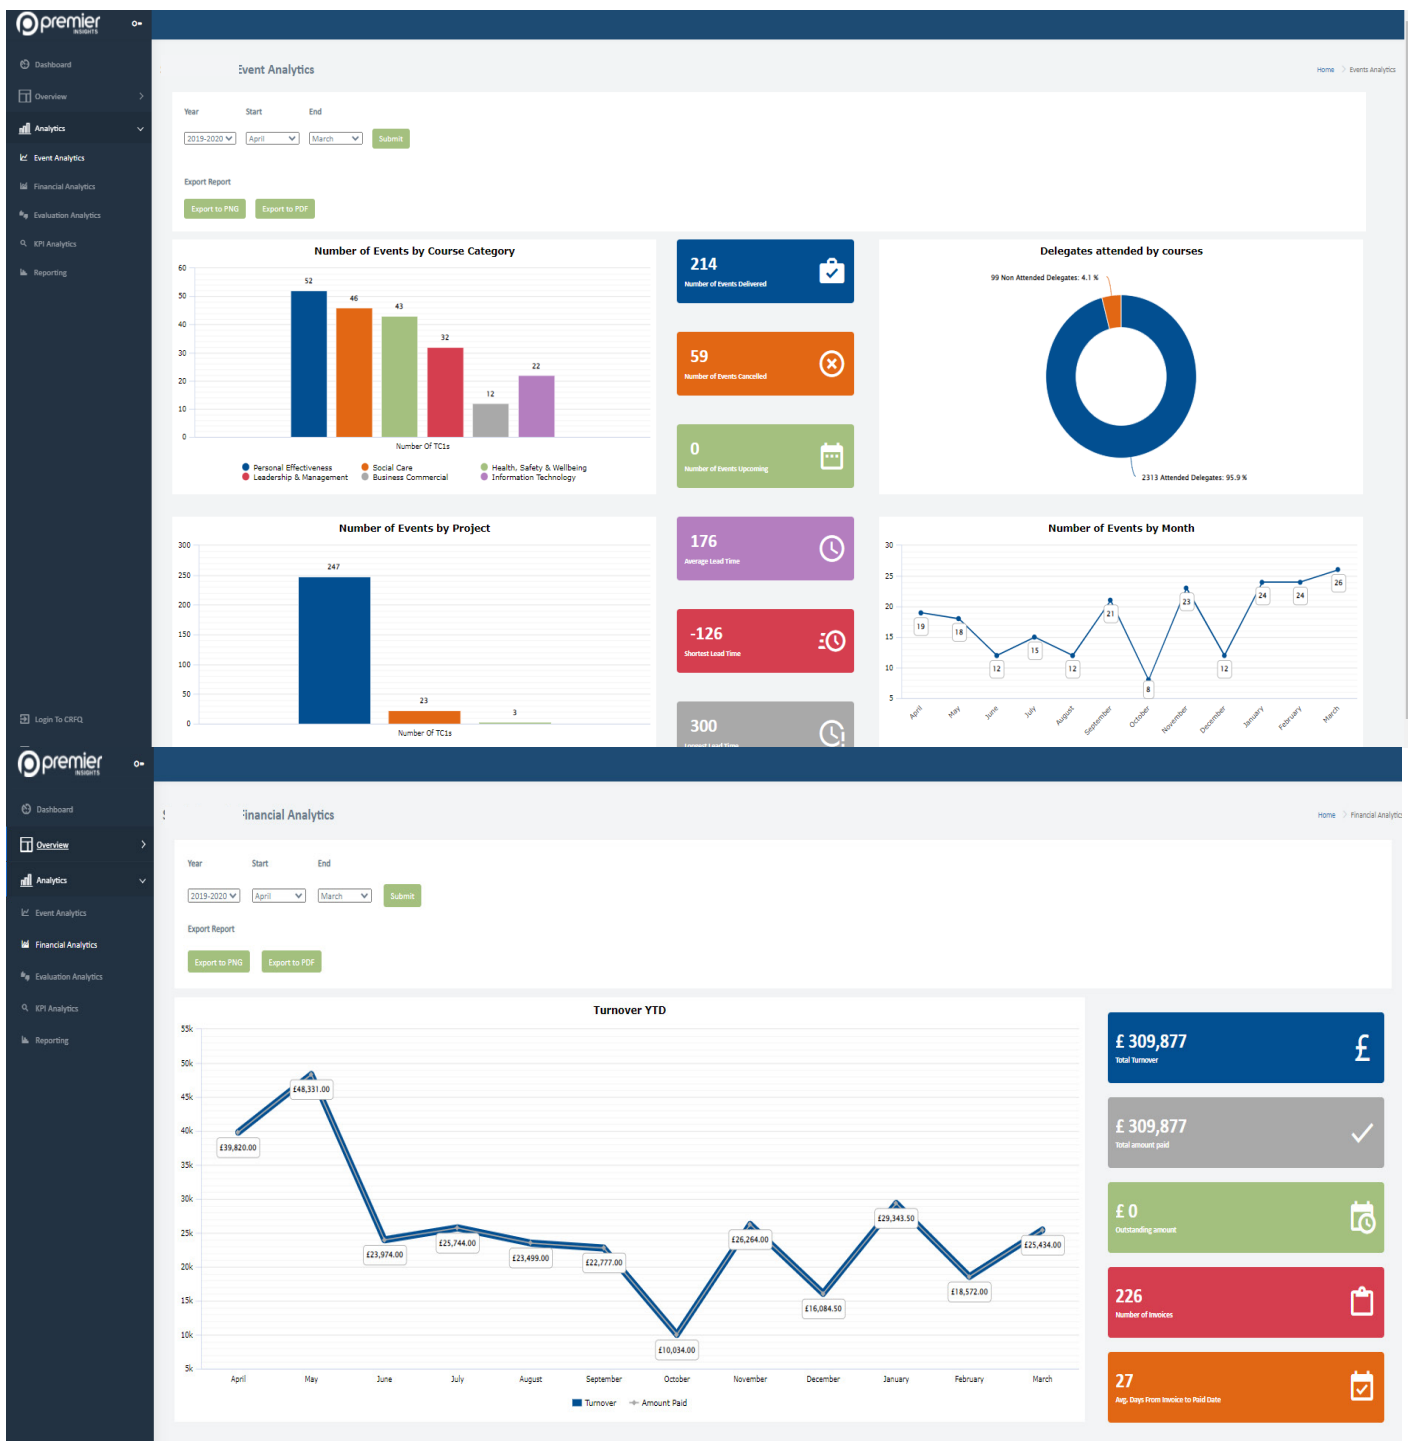 premier
INSIGHTS
Dashboard
Overview
Analytics
Event Analytics
Financial Analytics
Evaluation Analytics
KPI Analytics
Reporting
Login To CRFQ
Event Analytics
Home > Events Analytics
Year Start End
2019-2020 April March Submit
Export Report
Export to PNG Export to PDF
Number of Events by Course Category
60
50
40
30
20
10
0
52
46
43
32
12
22
Number Of TC1s
Personal Effectiveness Social Care Health, Safety & Wellbeing
Leadership & Management Business Commercial Information Technology
214
Number of Events Delivered
59
Number of Events Cancelled
0
Number of Events Upcoming
176
Average Lead Time
-126
Shortest Lead Time
300
Longest Lead Time
Delegates attended by courses
99 Non Attended Delegates: 4.1 %
2313 Attended Delegates: 95.9 %
Number of Events by Project
300
250
200
150
100
50
0
247
23
3
Number Of TC1s
Number of Events by Month
30
25
20
15
10
5
19
18
12
15
12
21
8
23
12
24
24
26
April May June July August September October November December January February March
premier
INSIGHTS
Dashboard
Overview
Analytics
Event Analytics
Financial Analytics
Evaluation Analytics
KPI Analytics
Reporting
Financial Analytics
Home > Financial Analytics
Year Start End
2019-2020 April March Submit
Export Report
Export to PNG Export to PDF
Turnover YTD
55k
50k
45k
40k
35k
30k
25k
20k
15k
10k
5k
£39,820.00
£48,331.00
£23,974.00
£25,744.00
£23,499.00
£22,777.00
£10,034.00
£26,264.00
£16,084.50
£29,343.50
£18,572.00
£25,434.00
April May June July August September October November December January February March
Turnover Amount Paid
£ 309,877
Total Turnover
£ 309,877
Total amount paid
£ 0
Outstanding amount
226
Number of Invoices
27
Avg. Days From Invoice to Paid Date